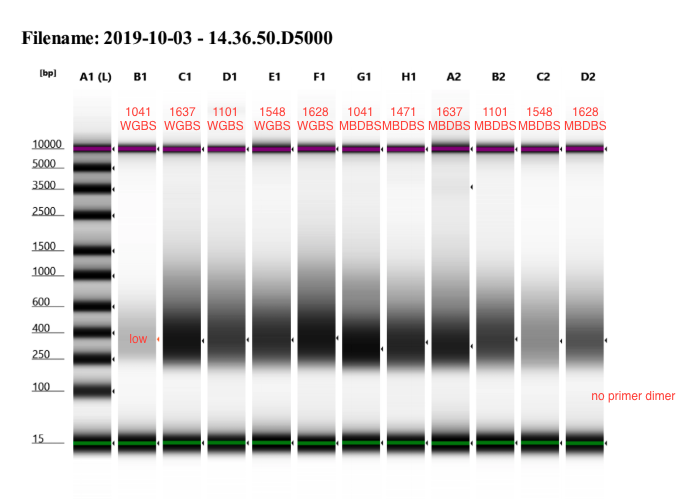 Filename: 2019-10-03 - 14.36.50.D5000
[bp] A1 (L) B1 C1 D1 E1 F1 G1 H1 A2 B2 C2 D2
1041 1637 1101 1548 1628 1041 1471 1637 1101 1548 1628
WGBS WGBS WGBS WGBS WGBS MBDBS MBDBS MBDBS MBDBS MBDBS MBDBS
10000
5000
3500
2500
1500
1000
600
400
low
250
100
no primer dimer
15